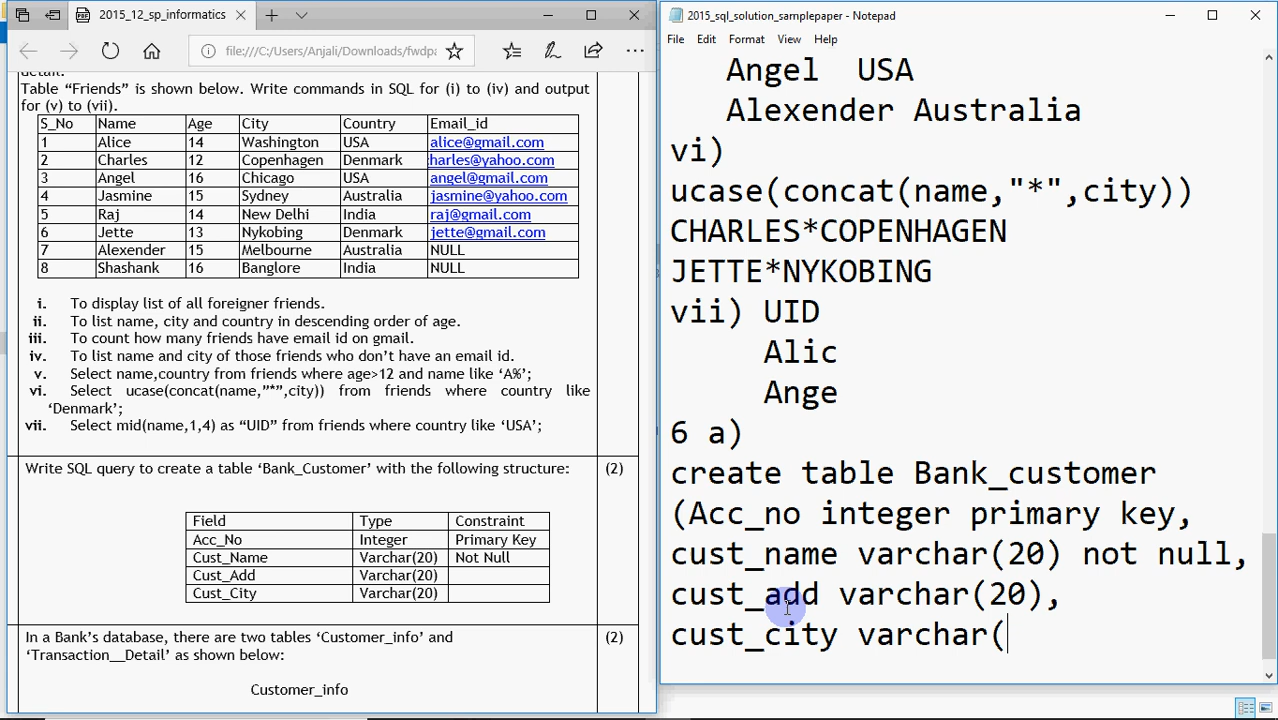 2015_12_sp_informatics
file:///C:/Users/Anjali/Downloads/fwdpa
detail.
Table “Friends” is shown below. Write commands in SQL for (i) to (iv) and output
for (v) to (vii).
S_No Name Age City Country Email_id
1 Alice 14 Washington USA alice@gmail.com
2 Charles 12 Copenhagen Denmark harles@yahoo.com
3 Angel 16 Chicago USA angel@gmail.com
4 Jasmine 15 Sydney Australia jasmine@yahoo.com
5 Raj 14 New Delhi India raj@gmail.com
6 Jette 13 Nykobing Denmark jette@gmail.com
7 Alexender 15 Melbourne Australia NULL
8 Shashank 16 Banglore India NULL
i. To display list of all foreigner friends.
ii. To list name, city and country in descending order of age.
iii. To count how many friends have email id on gmail.
iv. To list name and city of those friends who don’t have an email id.
v. Select name,country from friends where age>12 and name like ‘A%’;
vi. Select ucase(concat(name,”*”,city)) from friends where country like
‘Denmark’;
vii. Select mid(name,1,4) as “UID” from friends where country like ‘USA’;
Write SQL query to create a table ‘Bank_Customer’ with the following structure: (2)
Field Type Constraint
Acc_No Integer Primary Key
Cust_Name Varchar(20) Not Null
Cust_Add Varchar(20)
Cust_City Varchar(20)
In a Bank’s database, there are two tables ‘Customer_info’ and (2)
‘Transaction__Detail’ as shown below:
Customer_info
2015_sql_solution_samplepaper - Notepad
File Edit Format View Help
Angel USA
Alexender Australia
vi)
ucase(concat(name,"*",city))
CHARLES*COPENHAGEN
JETTE*NYKOBING
vii) UID
Alic
Ange
6 a)
create table Bank_customer
(Acc_no integer primary key,
cust_name varchar(20) not null,
cust_add varchar(20),
cust_city varchar(